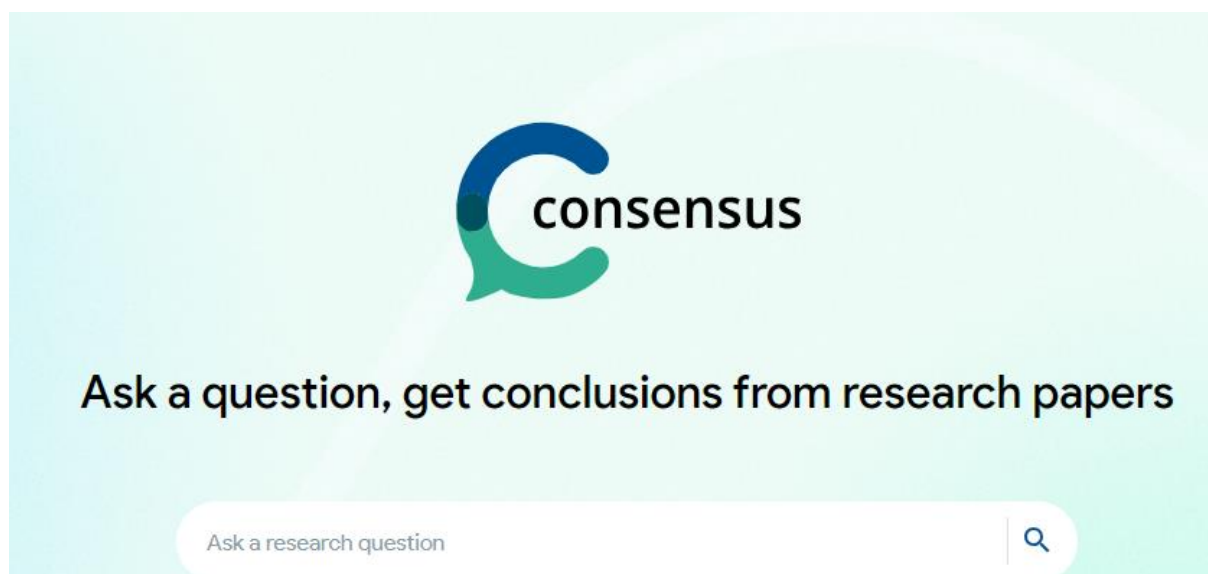 consensus
Ask a question, get conclusions from research papers
Ask a research question